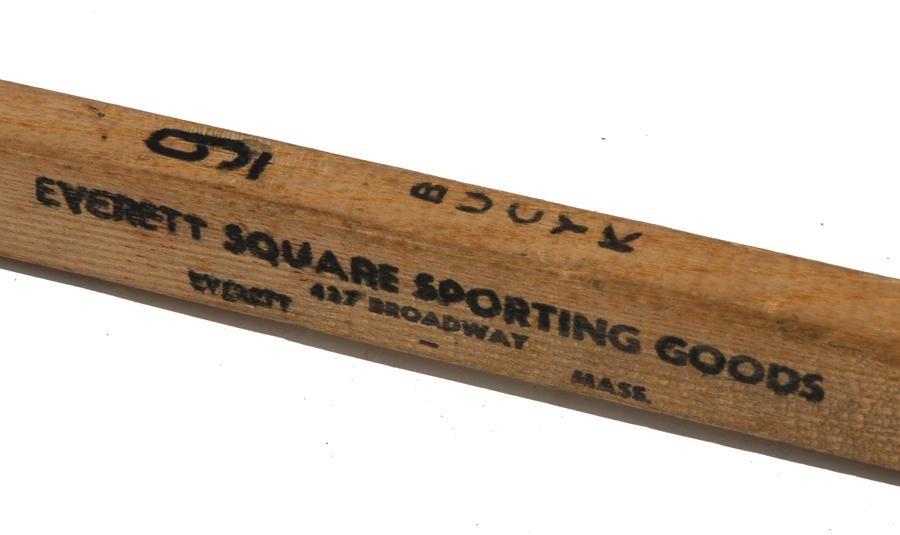 9 BUCYK
EVERETT SQUARE SPORTING GOODS
427 BROADWAY
EVERETT - MASS.